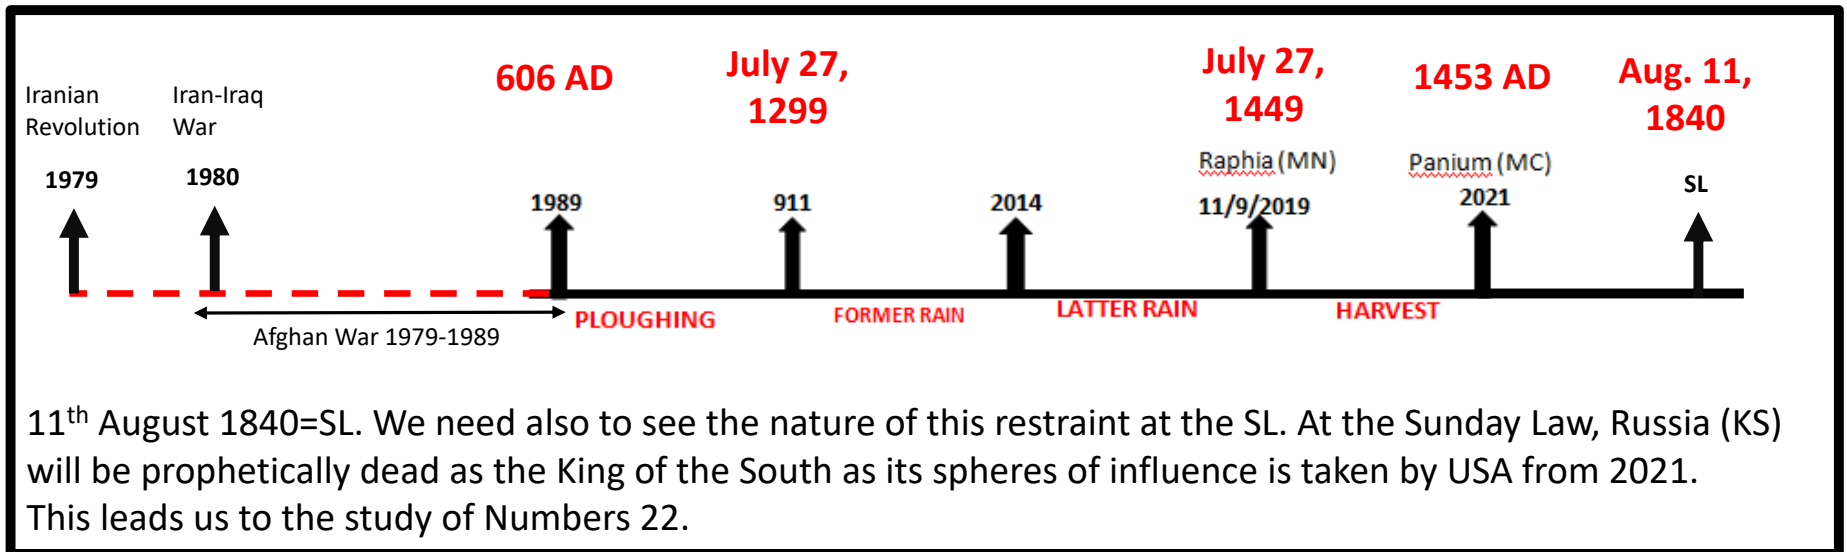 606 AD
July 27,
1299
July 27,
1449
1453 AD
Aug. 11,
1840
Iranian
Revolution
Iran-Iraq
War
Raphia (MN)
Panium (MC)
1979
1980
1989
911
2014
11/9/2019
2021
SL
PLOUGHING
FORMER RAIN
LATTER RAIN
HARVEST
Afghan War 1979-1989
11th August 1840=SL. We need also to see the nature of this restraint at the SL. At the Sunday Law, Russia (KS)
will be prophetically dead as the King of the South as its spheres of influence is taken by USA from 2021.
This leads us to the study of Numbers 22.